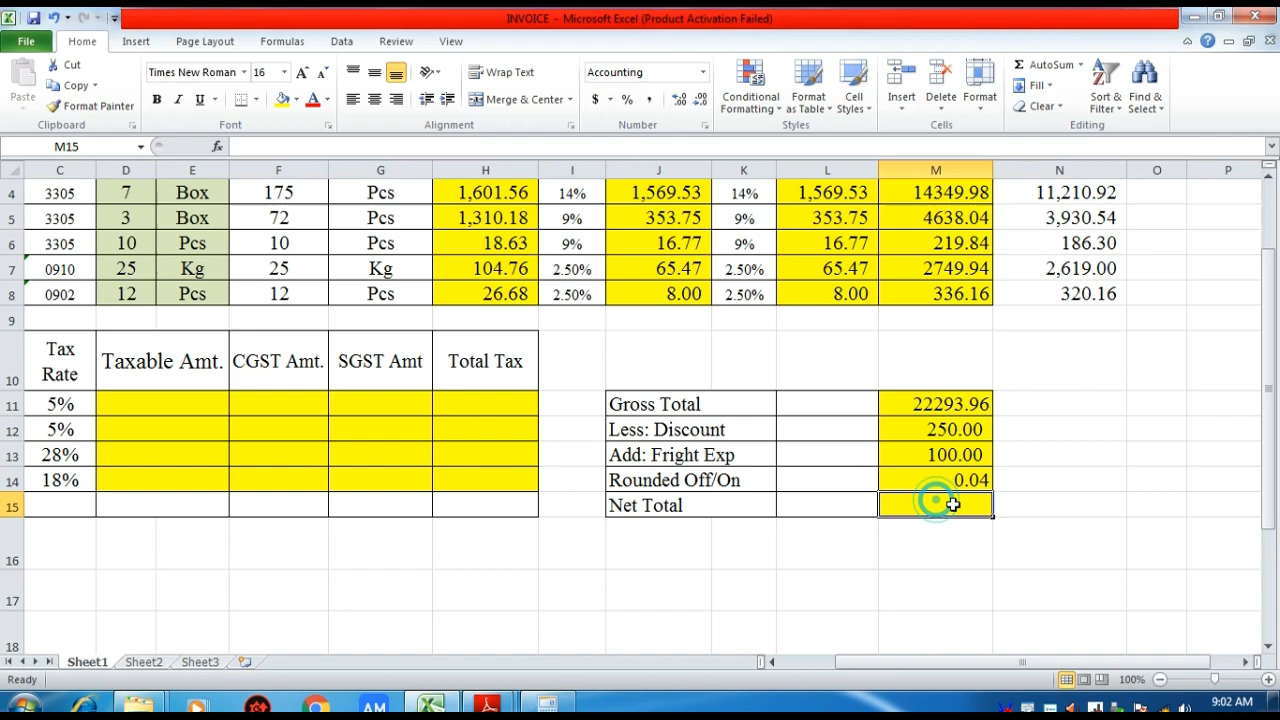 INVOICE - Microsoft Excel (Product Activation Failed)
File Home Insert Page Layout Formulas Data Review View
Paste Cut Copy Format Painter Clipboard
Times New Roman 16 A A B I U A Font
Wrap Text Merge & Center Alignment
Accounting $ % , Number
Conditional Formatting Format as Table Cell Styles Styles
Insert Delete Format Cells
Σ AutoSum Fill Clear Sort & Filter Find & Select Editing
M15 fx
C D E F G H I J K L M N O P
4 3305 7 Box 175 Pcs 1,601.56 14% 1,569.53 14% 1,569.53 14349.98 11,210.92
5 3305 3 Box 72 Pcs 1,310.18 9% 353.75 9% 353.75 4638.04 3,930.54
6 3305 10 Pcs 10 Pcs 18.63 9% 16.77 9% 16.77 219.84 186.30
7 0910 25 Kg 25 Kg 104.76 2.50% 65.47 2.50% 65.47 2749.94 2,619.00
8 0902 12 Pcs 12 Pcs 26.68 2.50% 8.00 2.50% 8.00 336.16 320.16
9
10 Tax Rate Taxable Amt. CGST Amt. SGST Amt Total Tax
11 5% Gross Total 22293.96
12 5% Less: Discount 250.00
13 28% Add: Fright Exp 100.00
14 18% Rounded Off/On 0.04
15 Net Total
16
17
18
Sheet1 Sheet2 Sheet3
Ready 100%
AM 9:02 AM